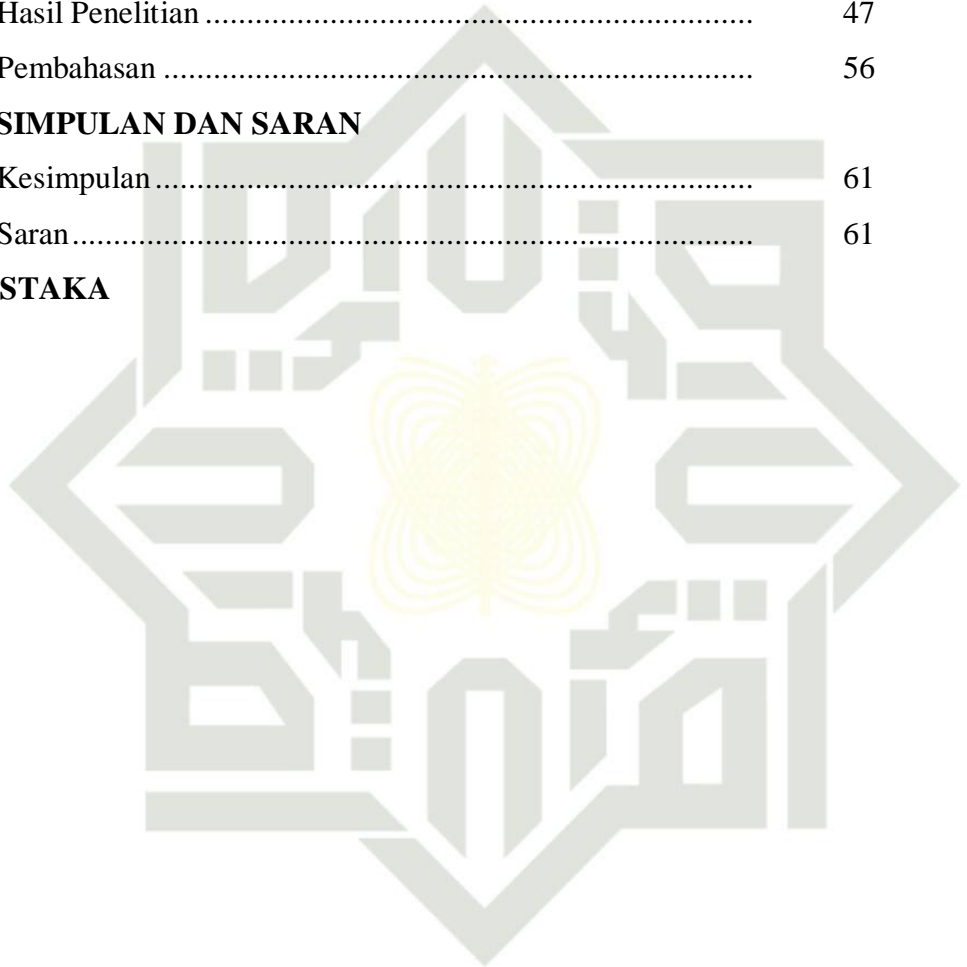 Hasil Penelitian .................................................................. 47
Pembahasan ....................................................................... 56
SIMPULAN DAN SARAN
Kesimpulan ........................................................................ 61
Saran .................................................................................. 61
STAKA